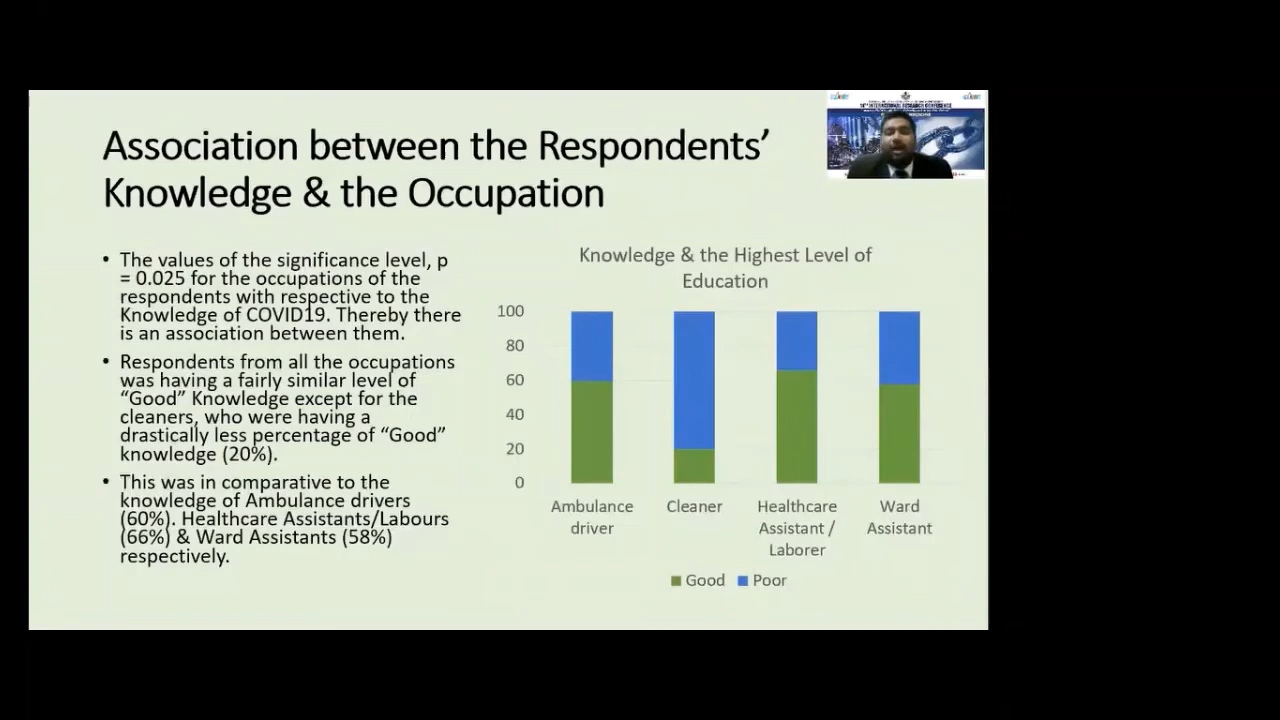 Association between the Respondents’
Knowledge & the Occupation
• The values of the significance level, p
= 0.025 for the occupations of the
respondents with respective to the
Knowledge of COVID19. Thereby there
is an association between them.
• Respondents from all the occupations
was having a fairly similar level of
“Good” Knowledge except for the
cleaners, who were having a
drastically less percentage of “Good”
knowledge (20%).
• This was in comparative to the
knowledge of Ambulance drivers
(60%). Healthcare Assistants/Labours
(66%) & Ward Assistants (58%)
respectively.
Knowledge & the Highest Level of
Education
100
80
60
40
20
0
Ambulance
driver
Cleaner
Healthcare
Assistant /
Laborer
Ward
Assistant
Good
Poor
INTERNATIONAL RESEARCH CONFERENCE